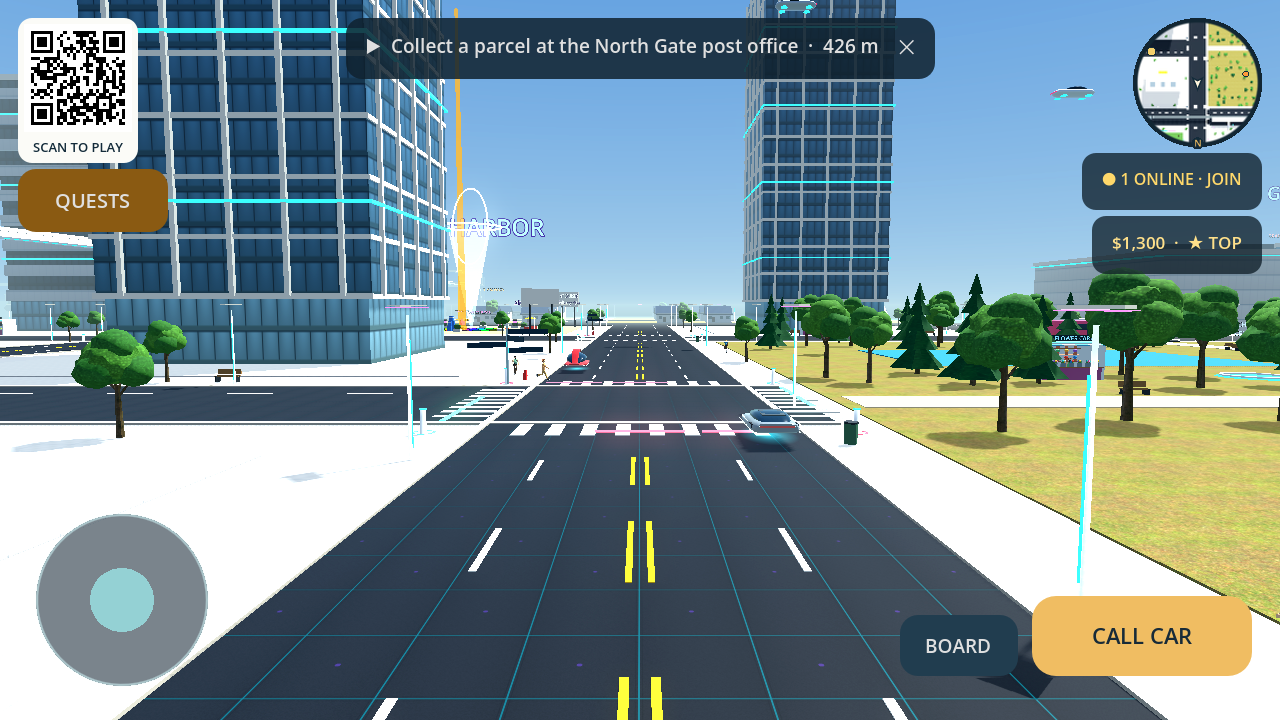 ▶ Collect a parcel at the North Gate post office · 426 m ×
SCAN TO PLAY
QUESTS
1 ONLINE · JOIN
$1,300 · ★ TOP
HARBOR
N
BOARD
CALL CAR